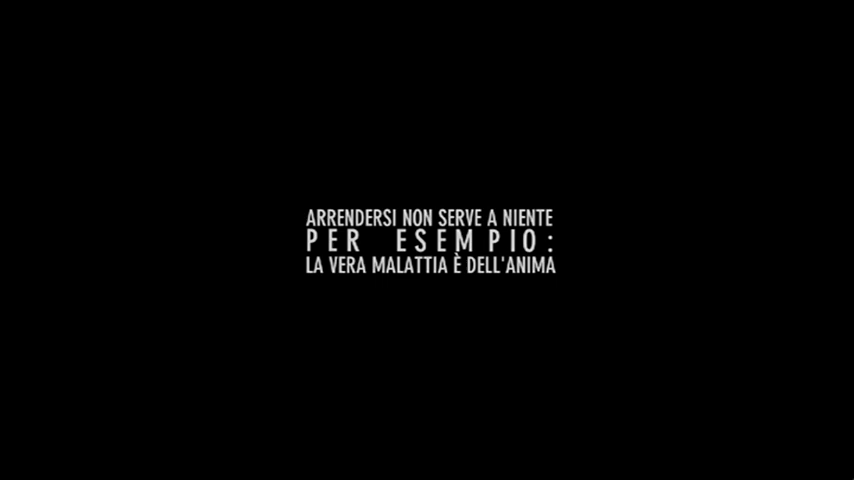 ARRENDERSI NON SERVE A NIENTE
PER ESEMPIO:
LA VERA MALATTIA È DELL'ANIMA